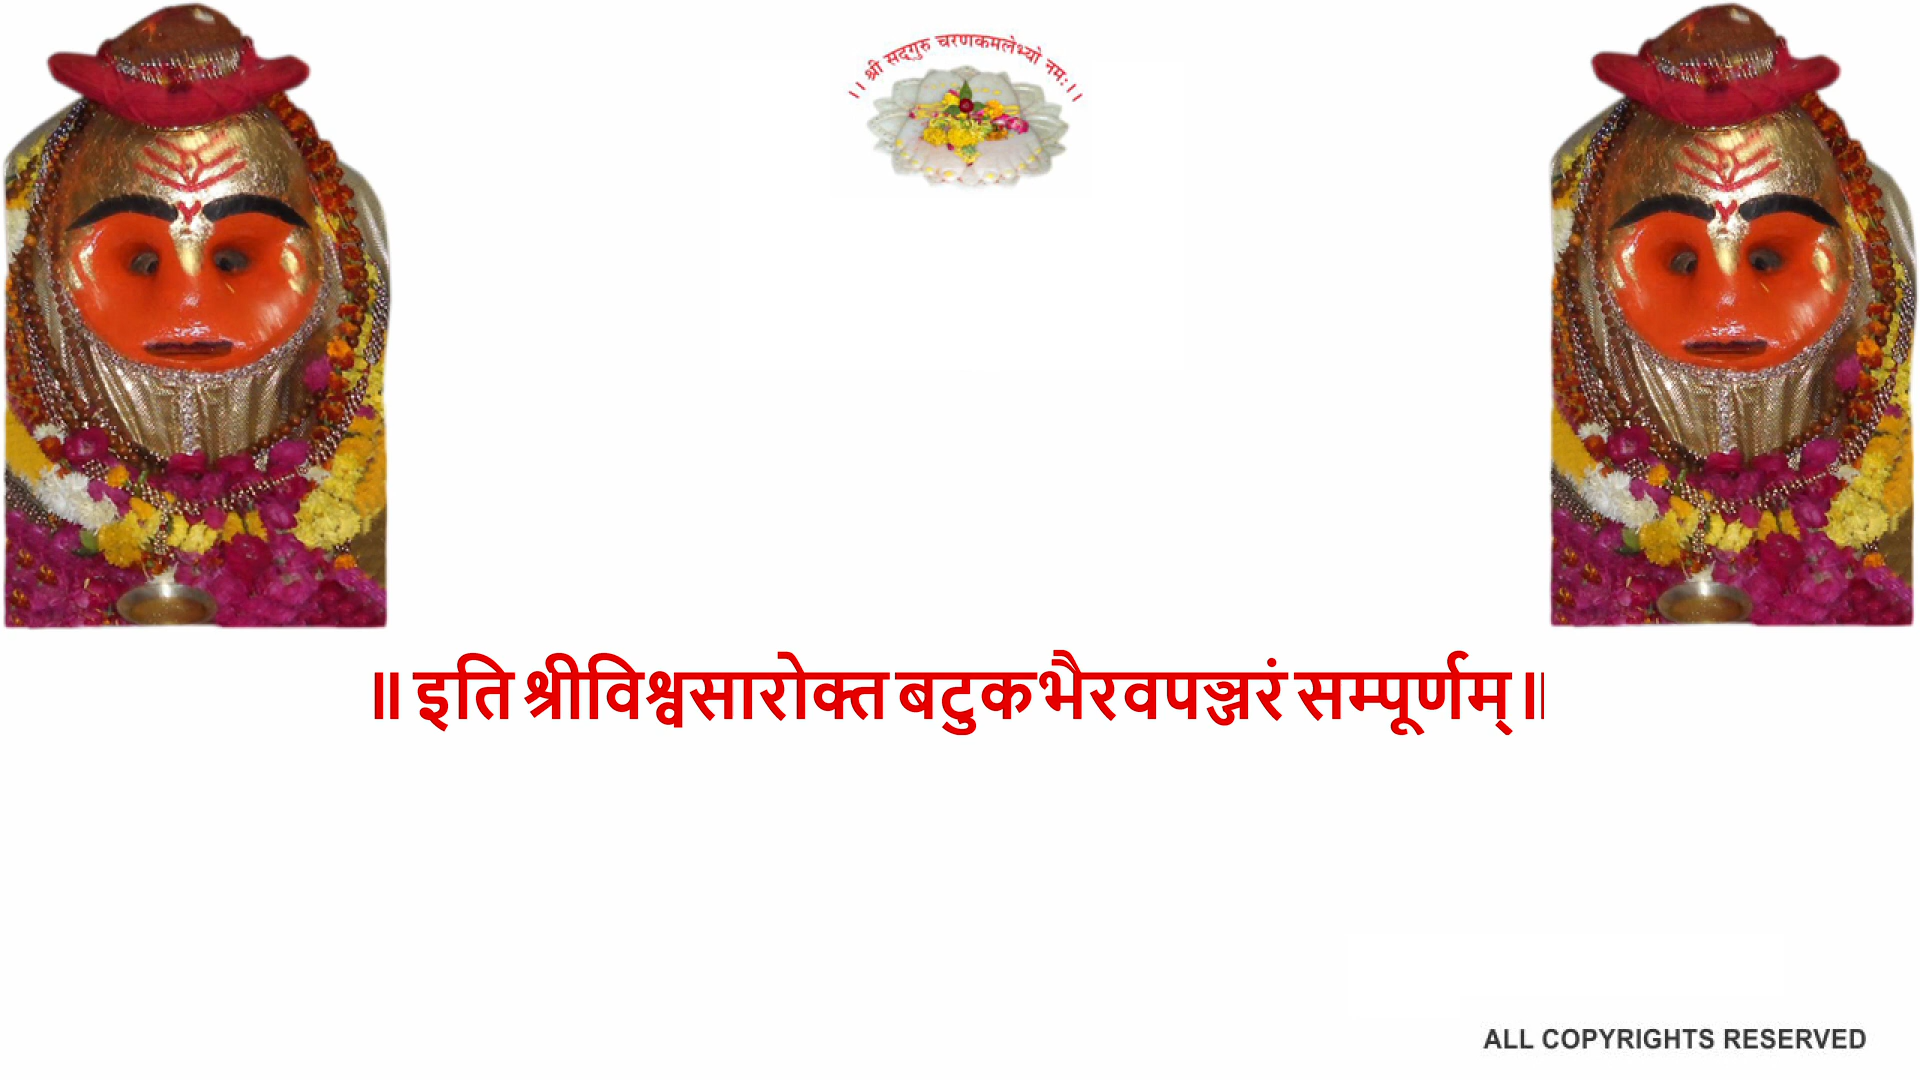 ।। श्री सद्‌गुरु चरणकमलेभ्यो नमः।।
॥ इति श्रीविश्वसारोक्त बटुकभैरवपञ्जरं सम्पूर्णम् ॥
ALL COPYRIGHTS RESERVED